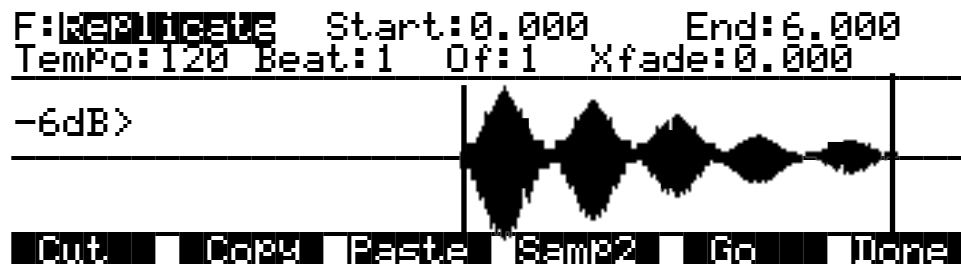 F:Replicate Start:0.000 End:6.000
Tempo:120 Beat:1 Of:1 Xfade:0.000
-6dB>
Cut Copy Paste Samp2 Go Done